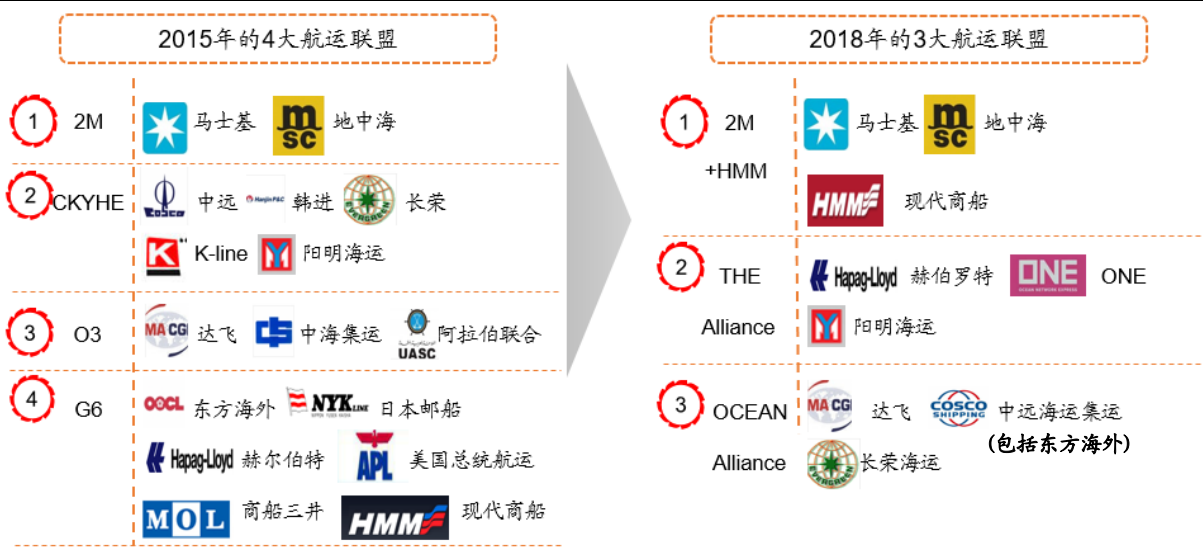 2015年的4大航运联盟
1 2M 马士基 msc 地中海
2 CKYHE COSCO 中远 Hanjin P&C 韩进 EVERGREEN 长荣
K K-line YM 阳明海运
3 O3 MA CGI 达飞 中海集运 UASC 阿拉伯联合
4 G6 OOCL 东方海外 NYK LINE 日本邮船
Hapag-Lloyd 赫尔伯特 APL 美国总统航运
MOL 商船三井 HMM 现代商船
2018年的3大航运联盟
1 2M 马士基 msc 地中海
+HMM HMM 现代商船
2 THE Hapag-Lloyd 赫伯罗特 ONE OCEAN NETWORK EXPRESS ONE
Alliance 阳明海运
3 OCEAN MA CGI 达飞 COSCO SHIPPING 中远海运集运
(包括东方海外)
Alliance EVERGREEN 长荣海运